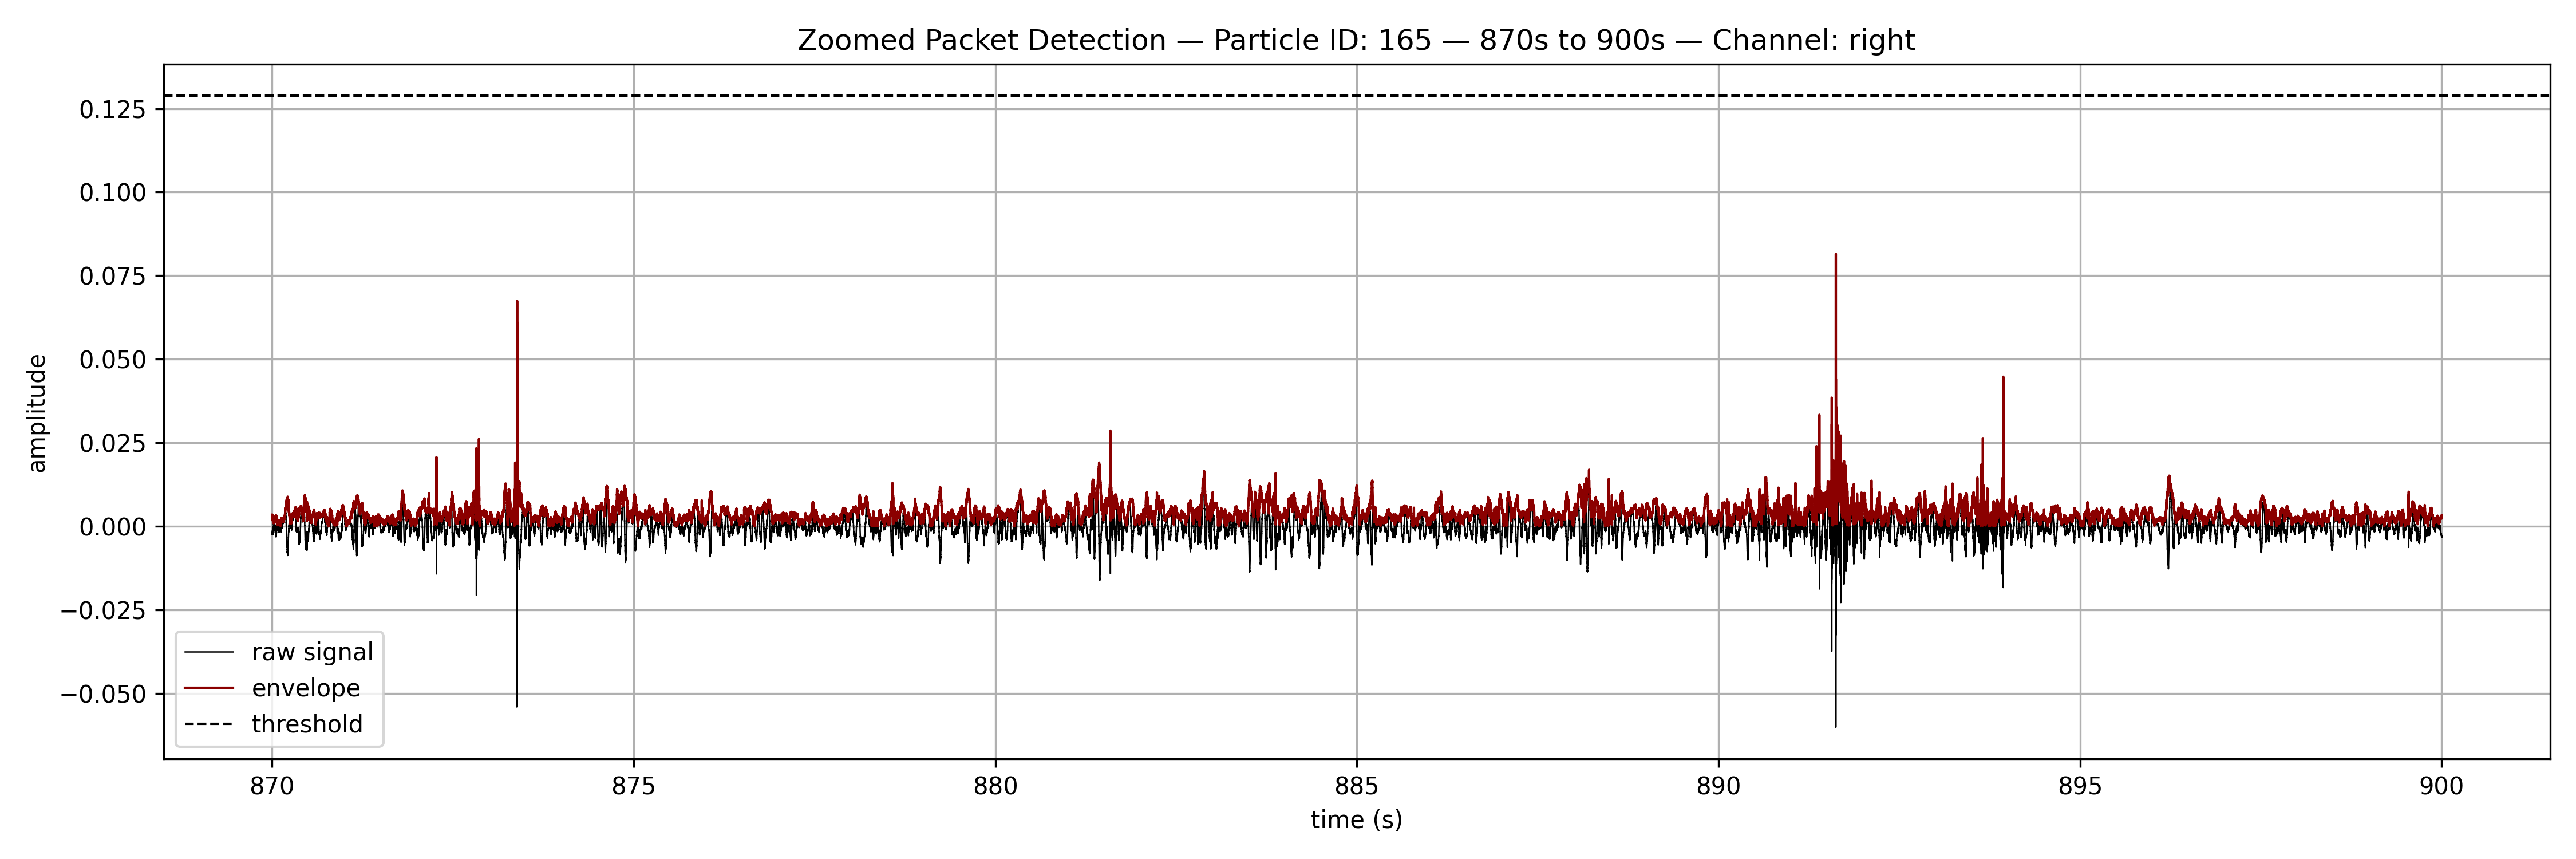 Zoomed Packet Detection — Particle ID: 165 — 870s to 900s — Channel: right
0.125
0.100
0.075
0.050
0.025
0.000
−0.025
−0.050
amplitude
raw signal
envelope
threshold
870 875 880 885 890 895 900
time (s)